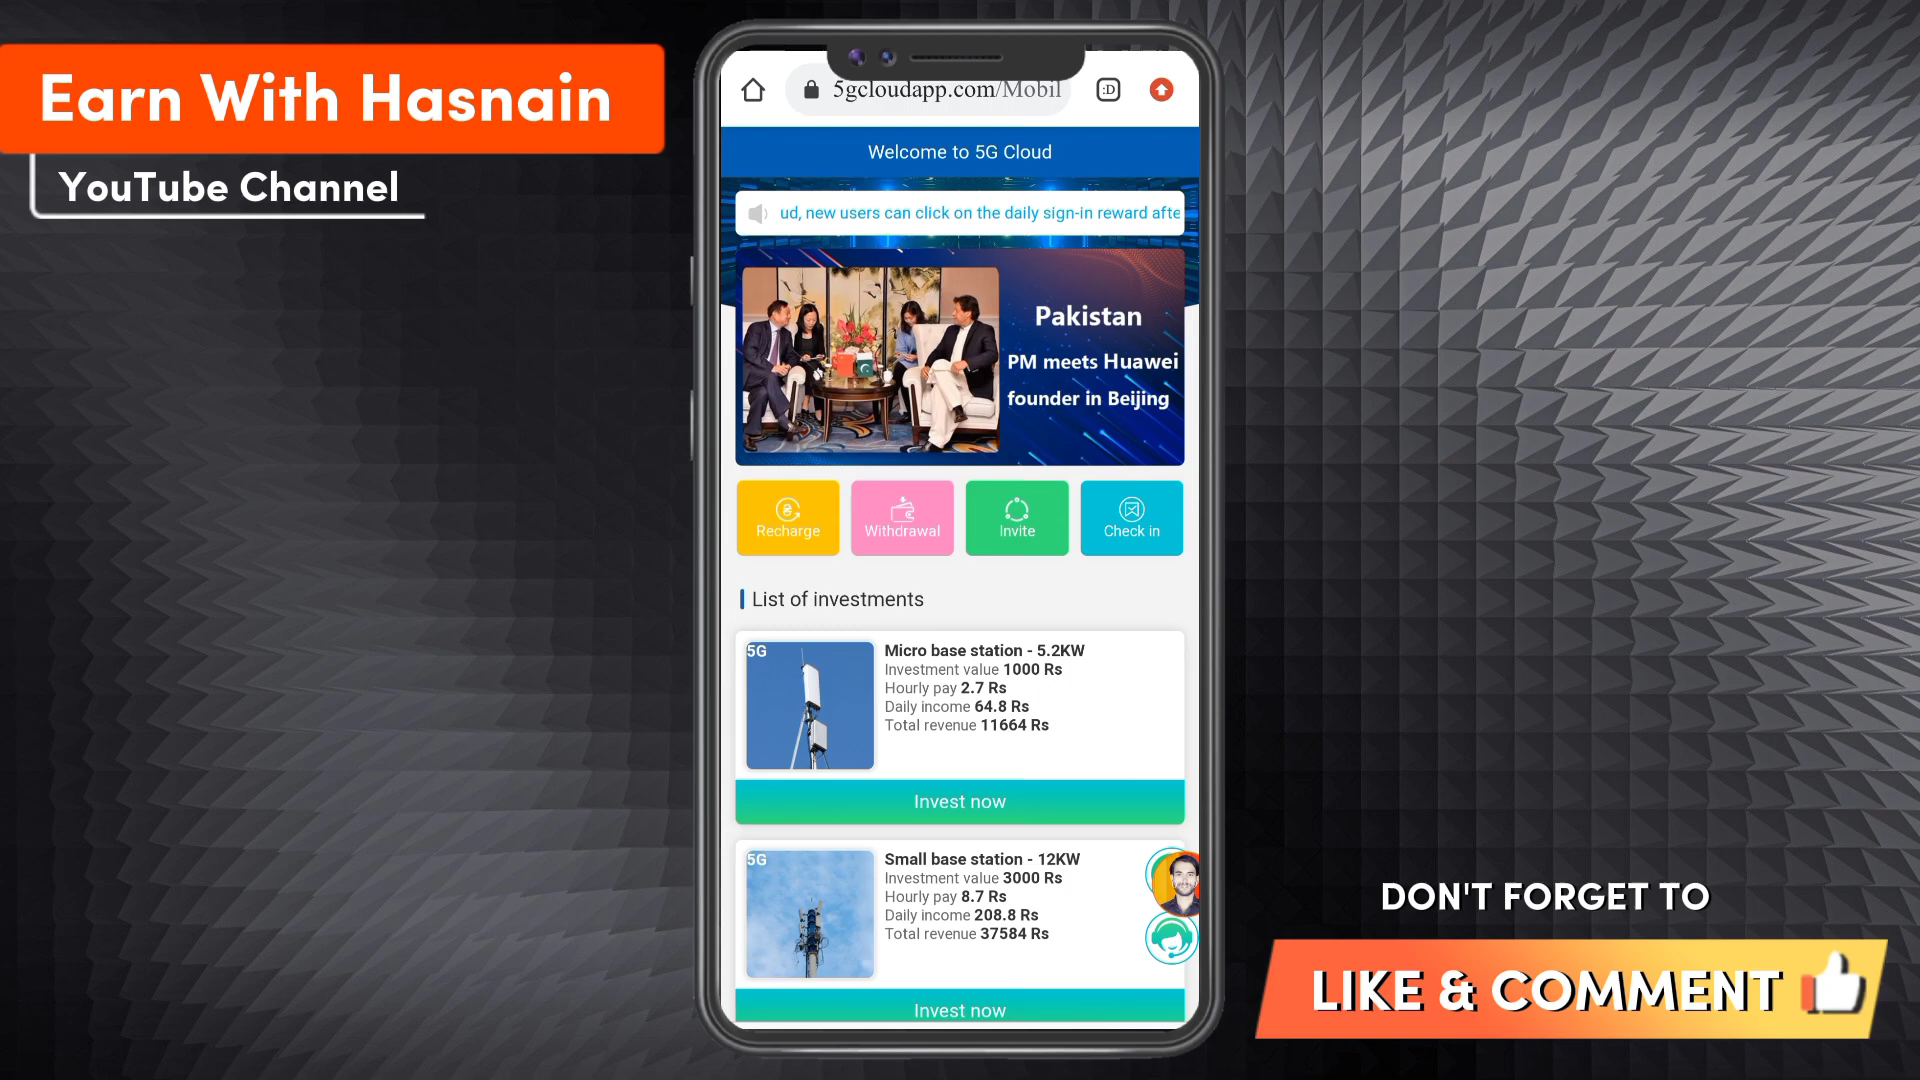 Earn With Hasnain
YouTube Channel
5gcloudapp.com/Mobil
:D
Welcome to 5G Cloud
ud, new users can click on the daily sign-in reward afte
Pakistan
PM meets Huawei
founder in Beijing
Recharge
Withdrawal
Invite
Check in
List of investments
5G
Micro base station - 5.2KW
Investment value 1000 Rs
Hourly pay 2.7 Rs
Daily income 64.8 Rs
Total revenue 11664 Rs
Invest now
5G
Small base station - 12KW
Investment value 3000 Rs
Hourly pay 8.7 Rs
Daily income 208.8 Rs
Total revenue 37584 Rs
Invest now
DON'T FORGET TO
LIKE & COMMENT